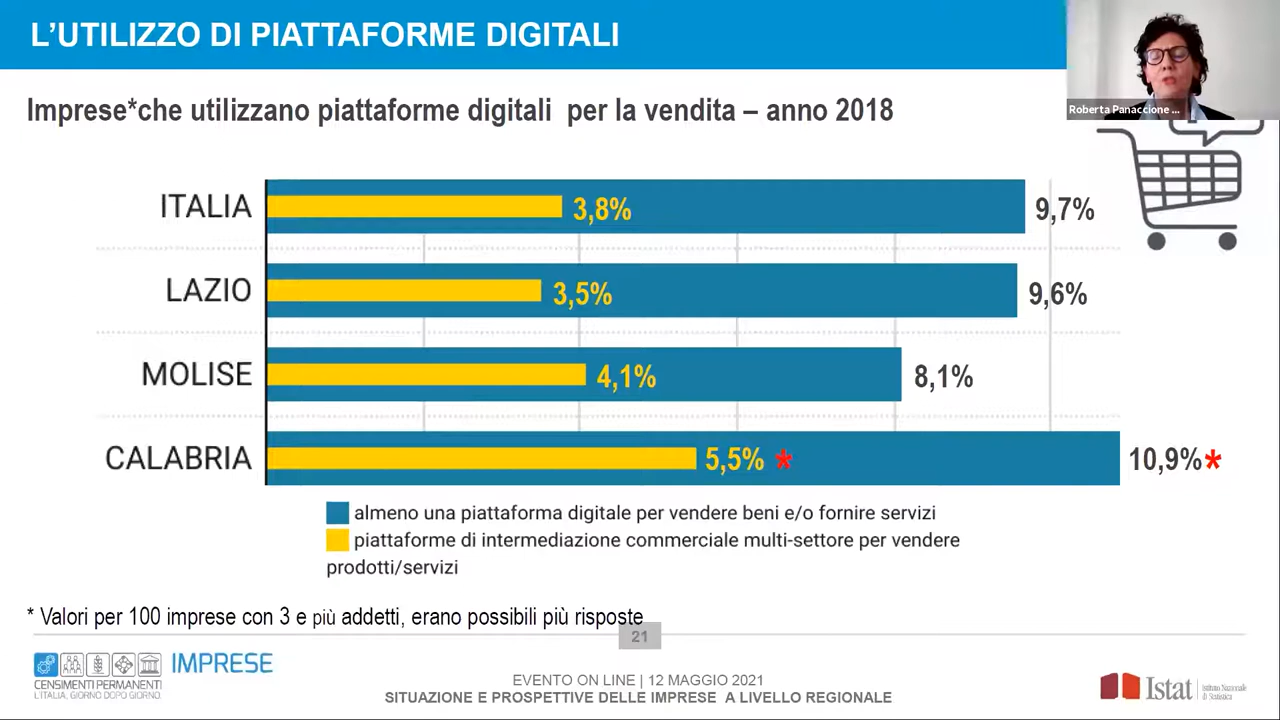 L'UTILIZZO DI PIATTAFORME DIGITALI
Roberta Panaccione ...
Imprese*che utilizzano piattaforme digitali per la vendita – anno 2018
ITALIA 3,8% 9,7%
LAZIO 3,5% 9,6%
MOLISE 4,1% 8,1%
CALABRIA 5,5% * 10,9%*
almeno una piattaforma digitale per vendere beni e/o fornire servizi
piattaforme di intermediazione commerciale multi-settore per vendere
prodotti/servizi
* Valori per 100 imprese con 3 e più addetti, erano possibili più risposte
21
IMPRESE
CENSIMENTI PERMANENTI
L'ITALIA, GIORNO DOPO GIORNO.
EVENTO ON LINE | 12 MAGGIO 2021
SITUAZIONE E PROSPETTIVE DELLE IMPRESE A LIVELLO REGIONALE
Istat
Istituto Nazionale
di Statistica